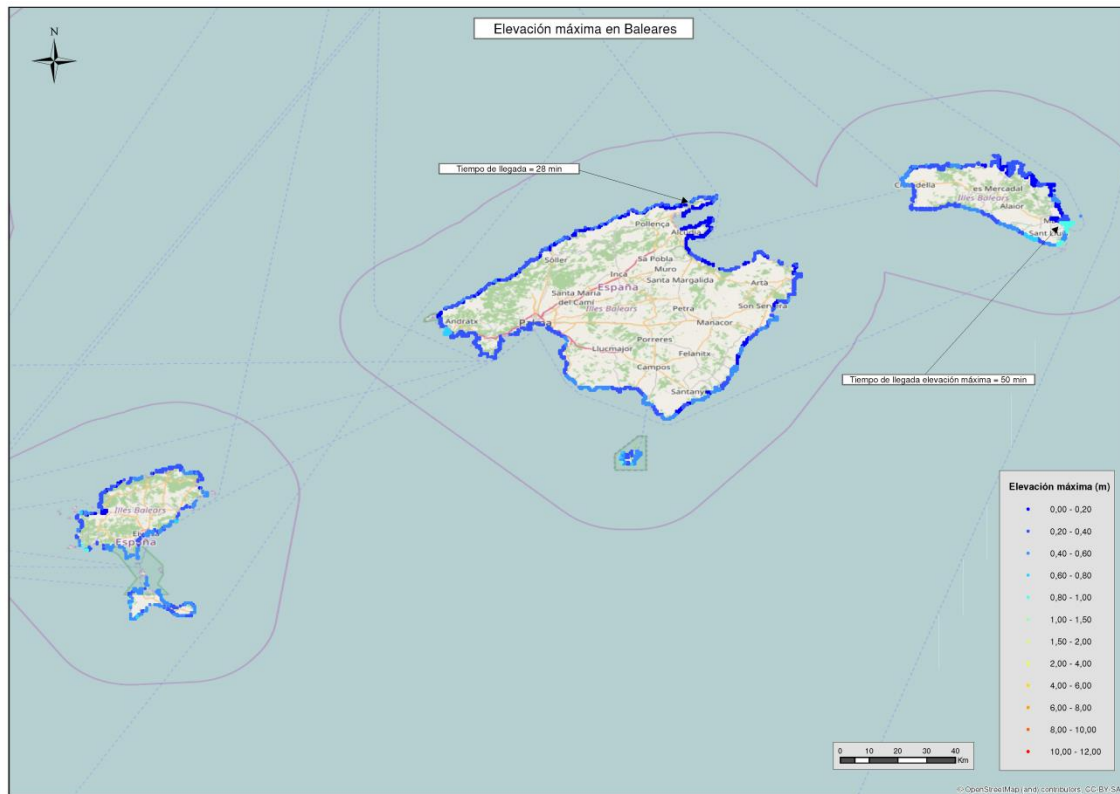 Elevación máxima en Baleares
N
Tiempo de llegada = 28 min
Pollença
Alcúdia
Sóller
Sa Pobla
Inca
Muro
España
Santa Margalida
Artà
Santa María
del Camí
Illes Balears
Son Servera
Andratx
Palma
Petra
Manacor
Porreres
Llucmajor
Felanitx
Campos
Santany
es Mercadal
Illes Balears
Alaior
Tiempo de llegada elevación máxima = 50 min
Illes Balears
España
Elevación máxima (m)
0,00 - 0,20
0,20 - 0,40
0,40 - 0,60
0,60 - 0,80
0,80 - 1,00
1,00 - 1,50
1,50 - 2,00
2,00 - 4,00
4,00 - 6,00
6,00 - 8,00
8,00 - 10,00
10,00 - 12,00
0 10 20 30 40
Km
© OpenStreetMap (and) contributors, CC-BY-SA